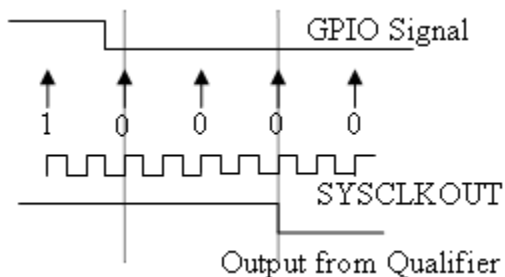 GPIO Signal
1 0 0 0 0
SYSCLKOUT
Output from Qualifier